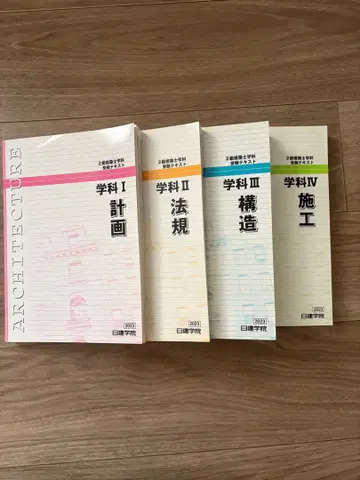 ARCHITECTURE
2級建築士学科
受験テキスト
学科Ⅰ
計画
2023
日建学院
2級建築士学科
受験テキスト
学科Ⅱ
法規
2023
日建学院
2級建築士学科
受験テキスト
学科Ⅲ
構造
2023
日建学院
2級建築士学科
受験テキスト
学科Ⅳ
施工
2023
日建学院